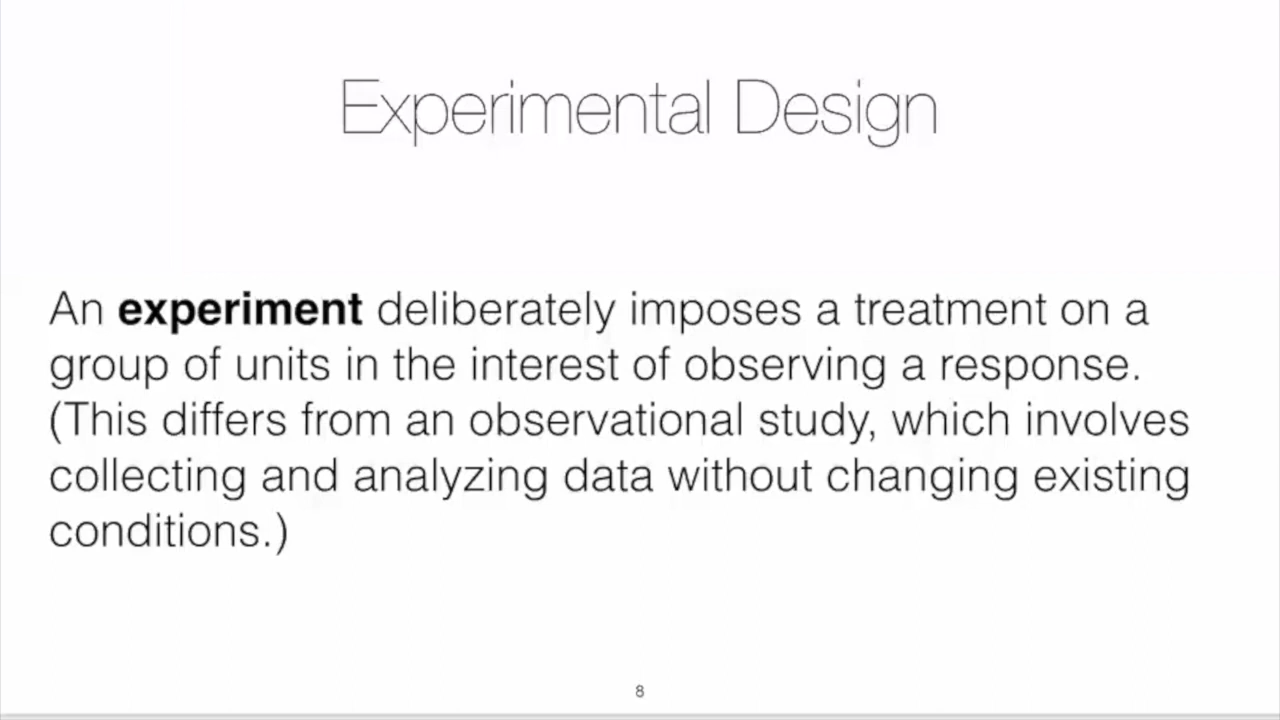 Experimental Design
An experiment deliberately imposes a treatment on a
group of units in the interest of observing a response.
(This differs from an observational study, which involves
collecting and analyzing data without changing existing
conditions.)
8